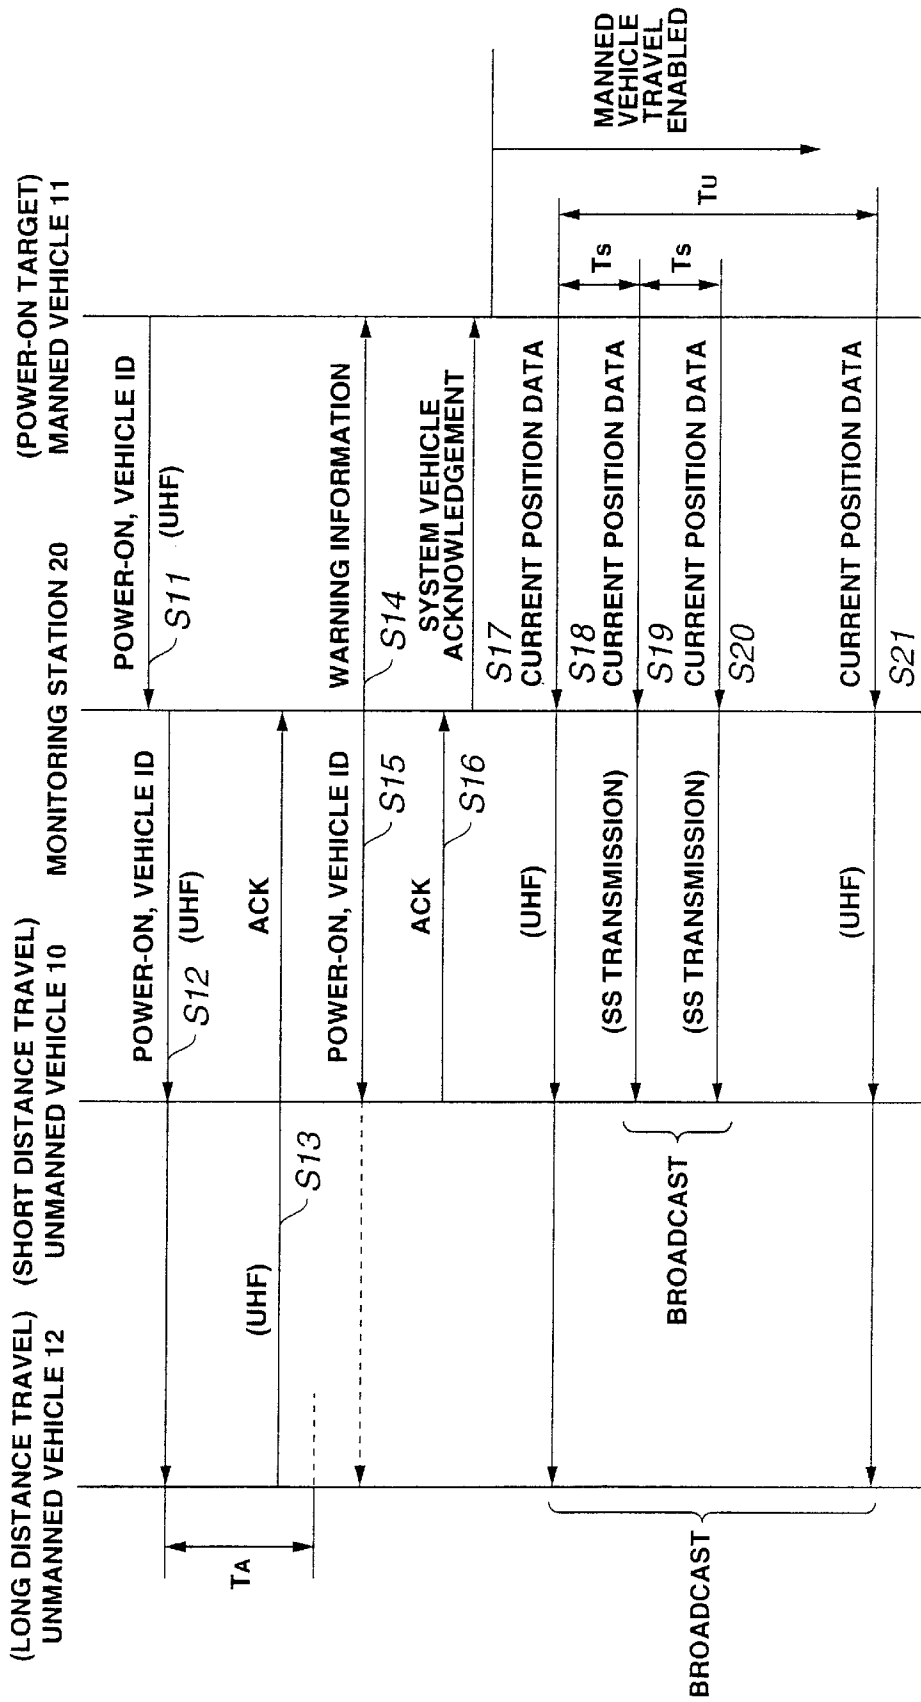 (LONG DISTANCE TRAVEL)
UNMANNED VEHICLE 12
(SHORT DISTANCE TRAVEL)
UNMANNED VEHICLE 10
MONITORING STATION 20
(POWER-ON TARGET)
MANNED VEHICLE 11
POWER-ON, VEHICLE ID
S11
(UHF)
POWER-ON, VEHICLE ID
S12
(UHF)
TA
(UHF)
S13
ACK
POWER-ON, VEHICLE ID
S15
WARNING INFORMATION
S14
ACK
S16
SYSTEM VEHICLE
ACKNOWLEDGEMENT
S17
MANNED
VEHICLE
TRAVEL
ENABLED
(UHF)
CURRENT POSITION DATA
S18
Ts
TU
(SS TRANSMISSION)
CURRENT POSITION DATA
S19
Ts
(SS TRANSMISSION)
CURRENT POSITION DATA
S20
BROADCAST
BROADCAST
(UHF)
CURRENT POSITION DATA
S21